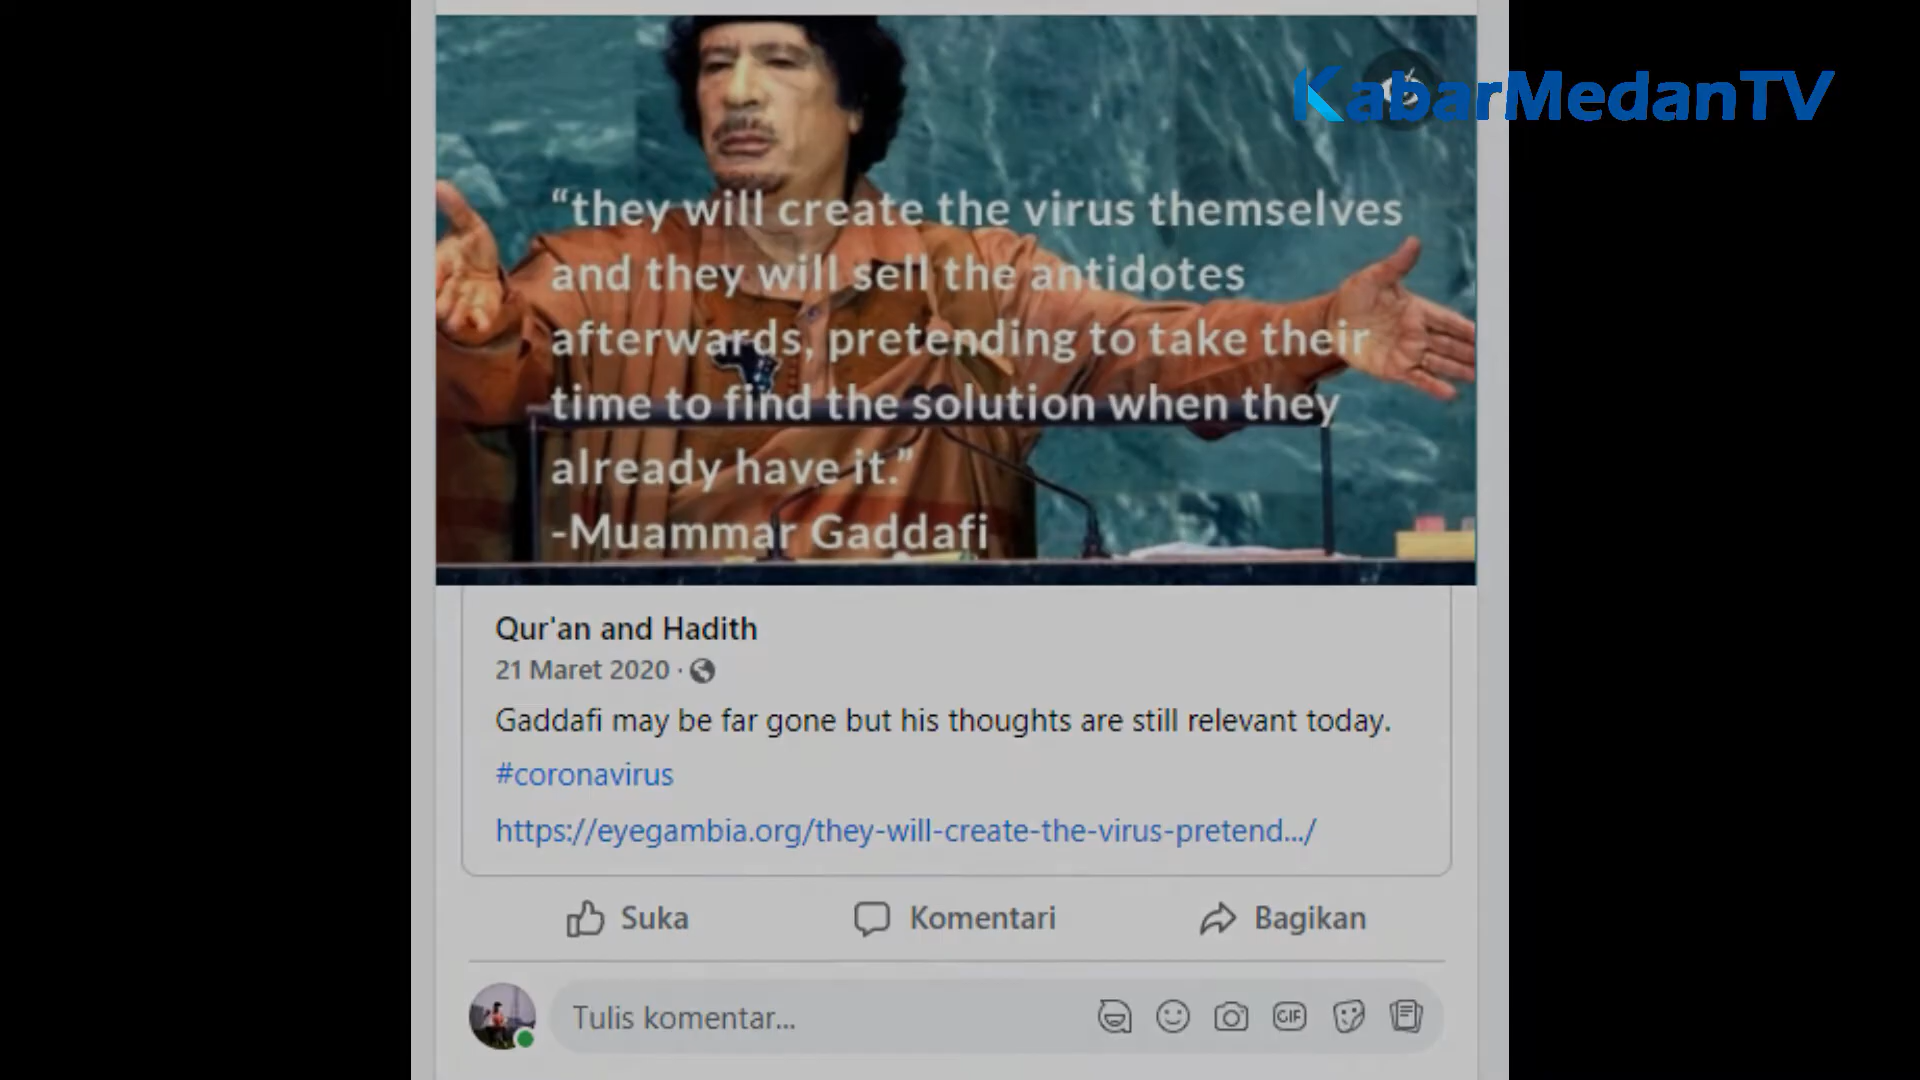 KabarMedanTV
“they will create the virus themselves
and they will sell the antidotes
afterwards, pretending to take their
time to find the solution when they
already have it.”
-Muammar Gaddafi
Qur'an and Hadith
21 Maret 2020 ·
Gaddafi may be far gone but his thoughts are still relevant today.
#coronavirus
https://eyegambia.org/they-will-create-the-virus-pretend.../
Suka Komentari Bagikan
Tulis komentar... GIF